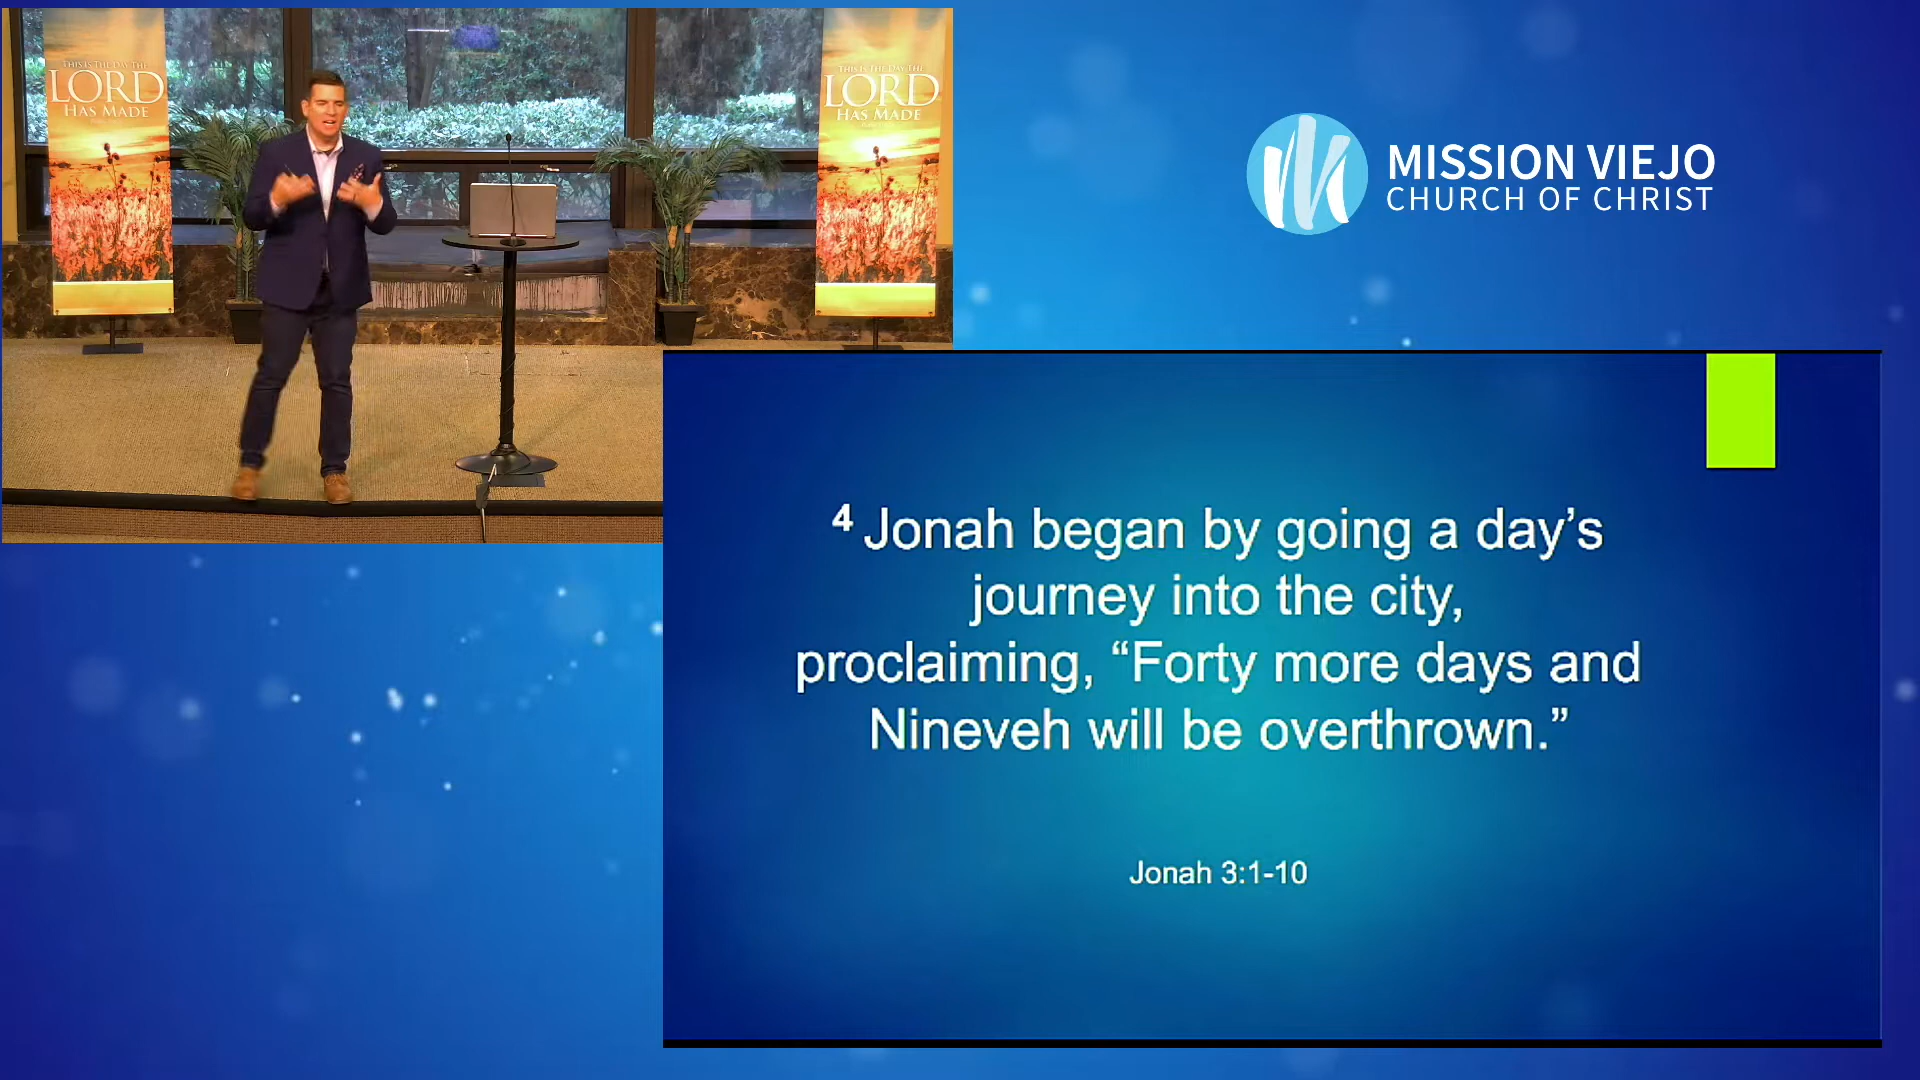 THIS IS THE DAY THE
LORD
HAS MADE
THIS IS THE DAY THE
LORD
HAS MADE
MISSION VIEJO
CHURCH OF CHRIST
4 Jonah began by going a day’s
journey into the city,
proclaiming, “Forty more days and
Nineveh will be overthrown.”
Jonah 3:1-10